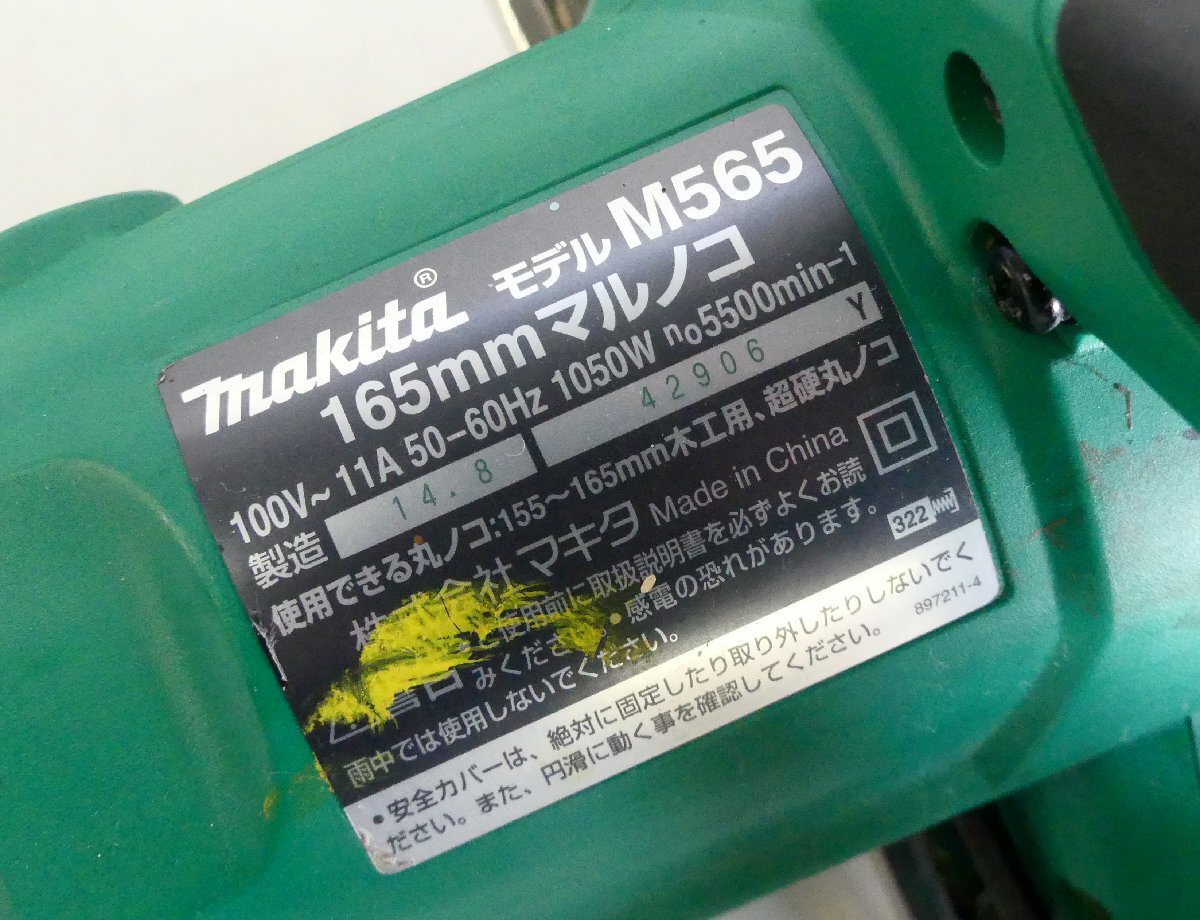 makita® モデル M565
165mmマルノコ
100V~ 11A 50-60Hz 1050W n₀5500min-1
製造 14.8 42906 Y
使用できる丸ノコ:155~165mm木工用、超硬丸ノコ
株式会社マキタ Made in China
使用前に取扱説明書を必ずよくお読
みください。感電の恐れがあります。
雨中では使用しないでください。
322
897211-4
•安全カバーは、絶対に固定したり取り外したりしないでく
ださい。また、円滑に動く事を確認してください。